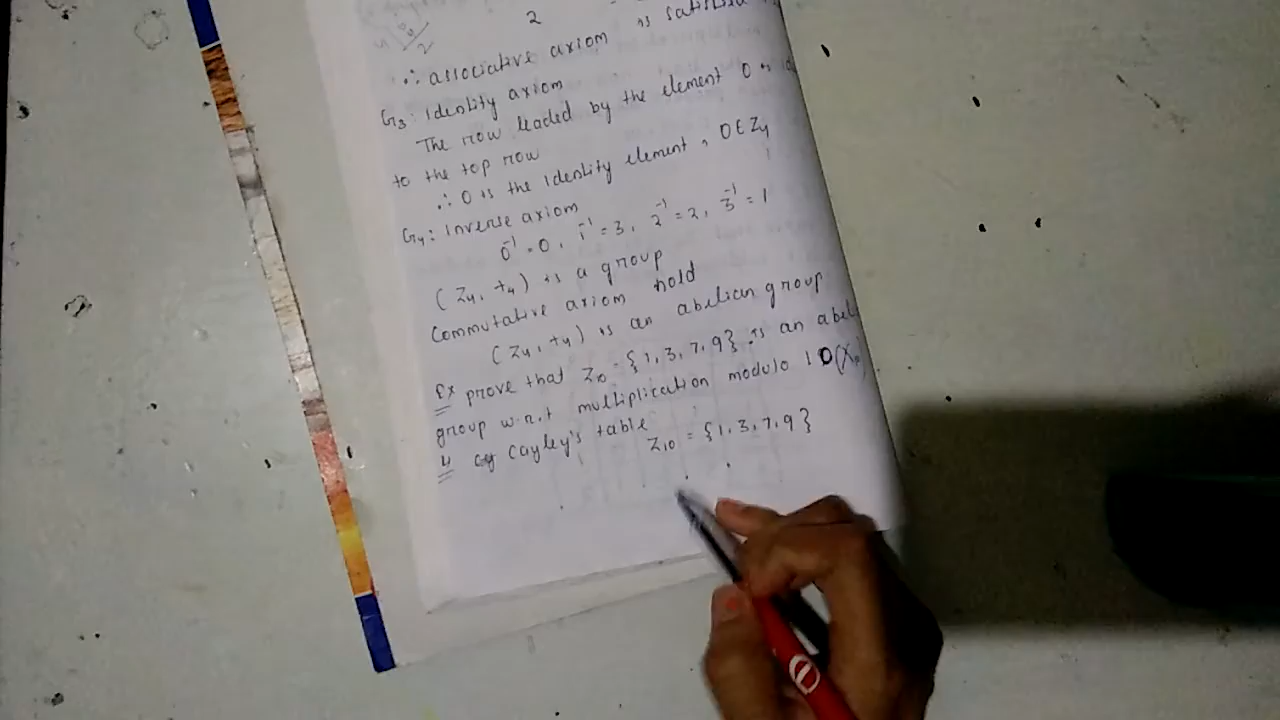 2 is satisfied
∴ associative axiom
G₃: Identity axiom
The row leaded by the element 0 is
to the top row
∴ 0 is the identity element, 0 ∈ Z₄
G₄: Inverse axiom
0⁻¹ = 0, 1⁻¹ = 3, 2⁻¹ = 2, 3⁻¹ = 1
(Z₄, +₄) is a group
Commutative axiom hold
(Z₄, +₄) is an abelian group
Ex prove that Z₁₀ = {1, 3, 7, 9} is an abel
group w.r.t multiplication modulo 10 (X₁₀
Cayley's table Z₁₀ = {1, 3, 7, 9}